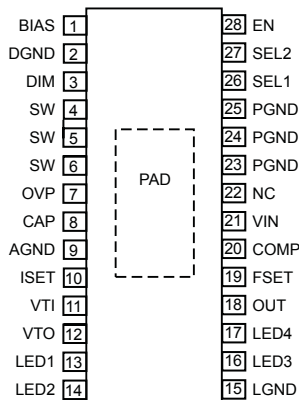 BIAS 1 28 EN
DGND 2 27 SEL2
DIM 3 26 SEL1
SW 4 25 PGND
SW 5 24 PGND
SW 6 23 PGND
PAD
OVP 7 22 NC
CAP 8 21 VIN
AGND 9 20 COMP
ISET 10 19 FSET
VTI 11 18 OUT
VTO 12 17 LED4
LED1 13 16 LED3
LED2 14 15 LGND